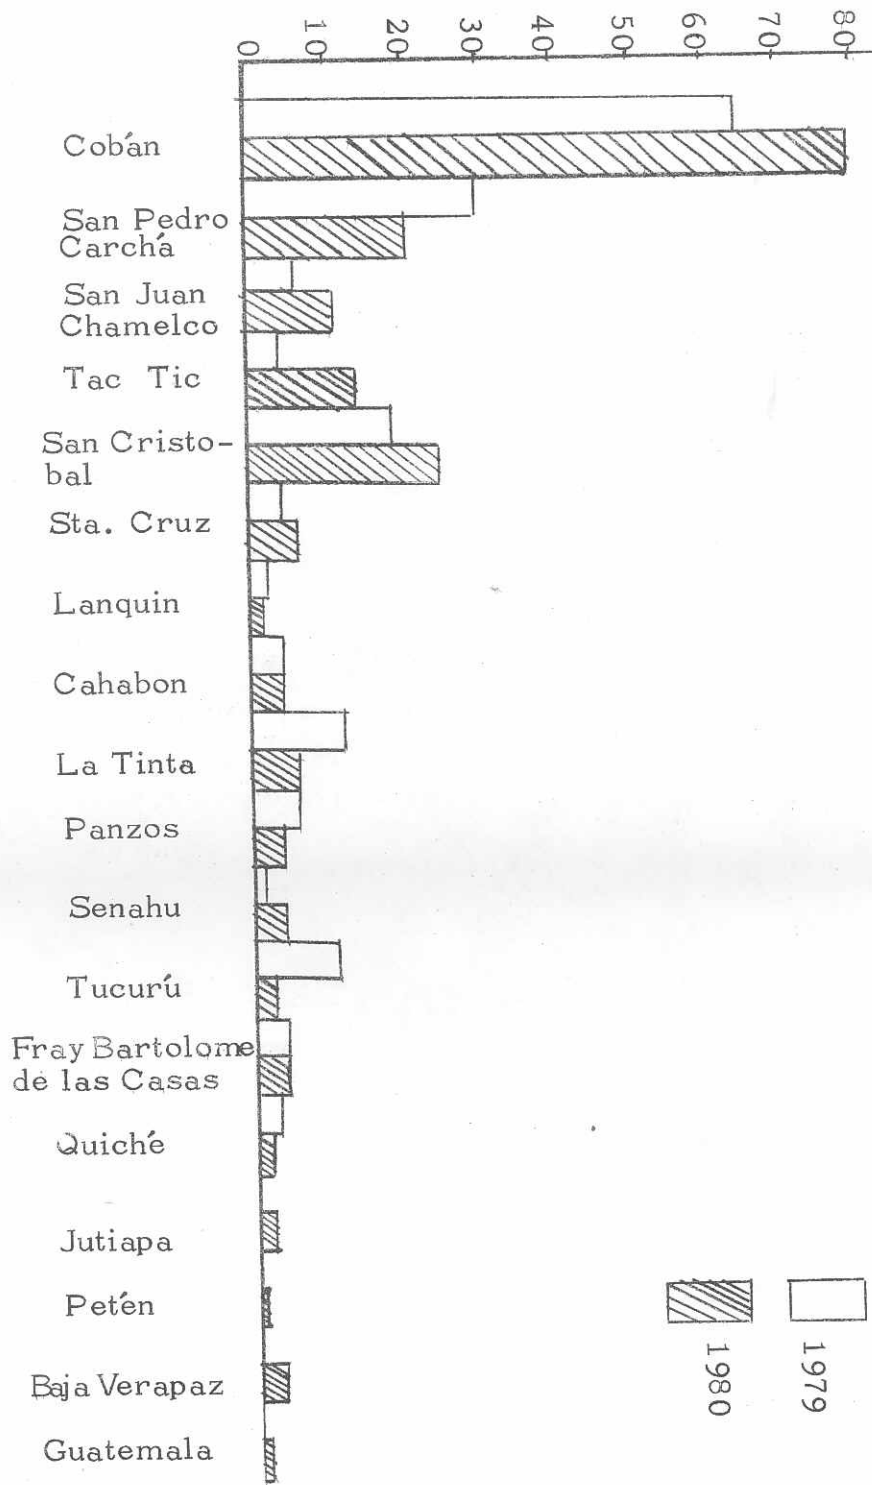 0 10 20 30 40 50 60 70 80
Cobán
San Pedro
Carchá
San Juan
Chamelco
Tac Tic
San Cristo-
bal
Sta. Cruz
Lanquin
Cahabon
La Tinta
Panzos
Senahu
Tucurú
Fray Bartolome
de las Casas
Quiché
Jutiapa
Petén
Baja Verapaz
Guatemala
1979
1980